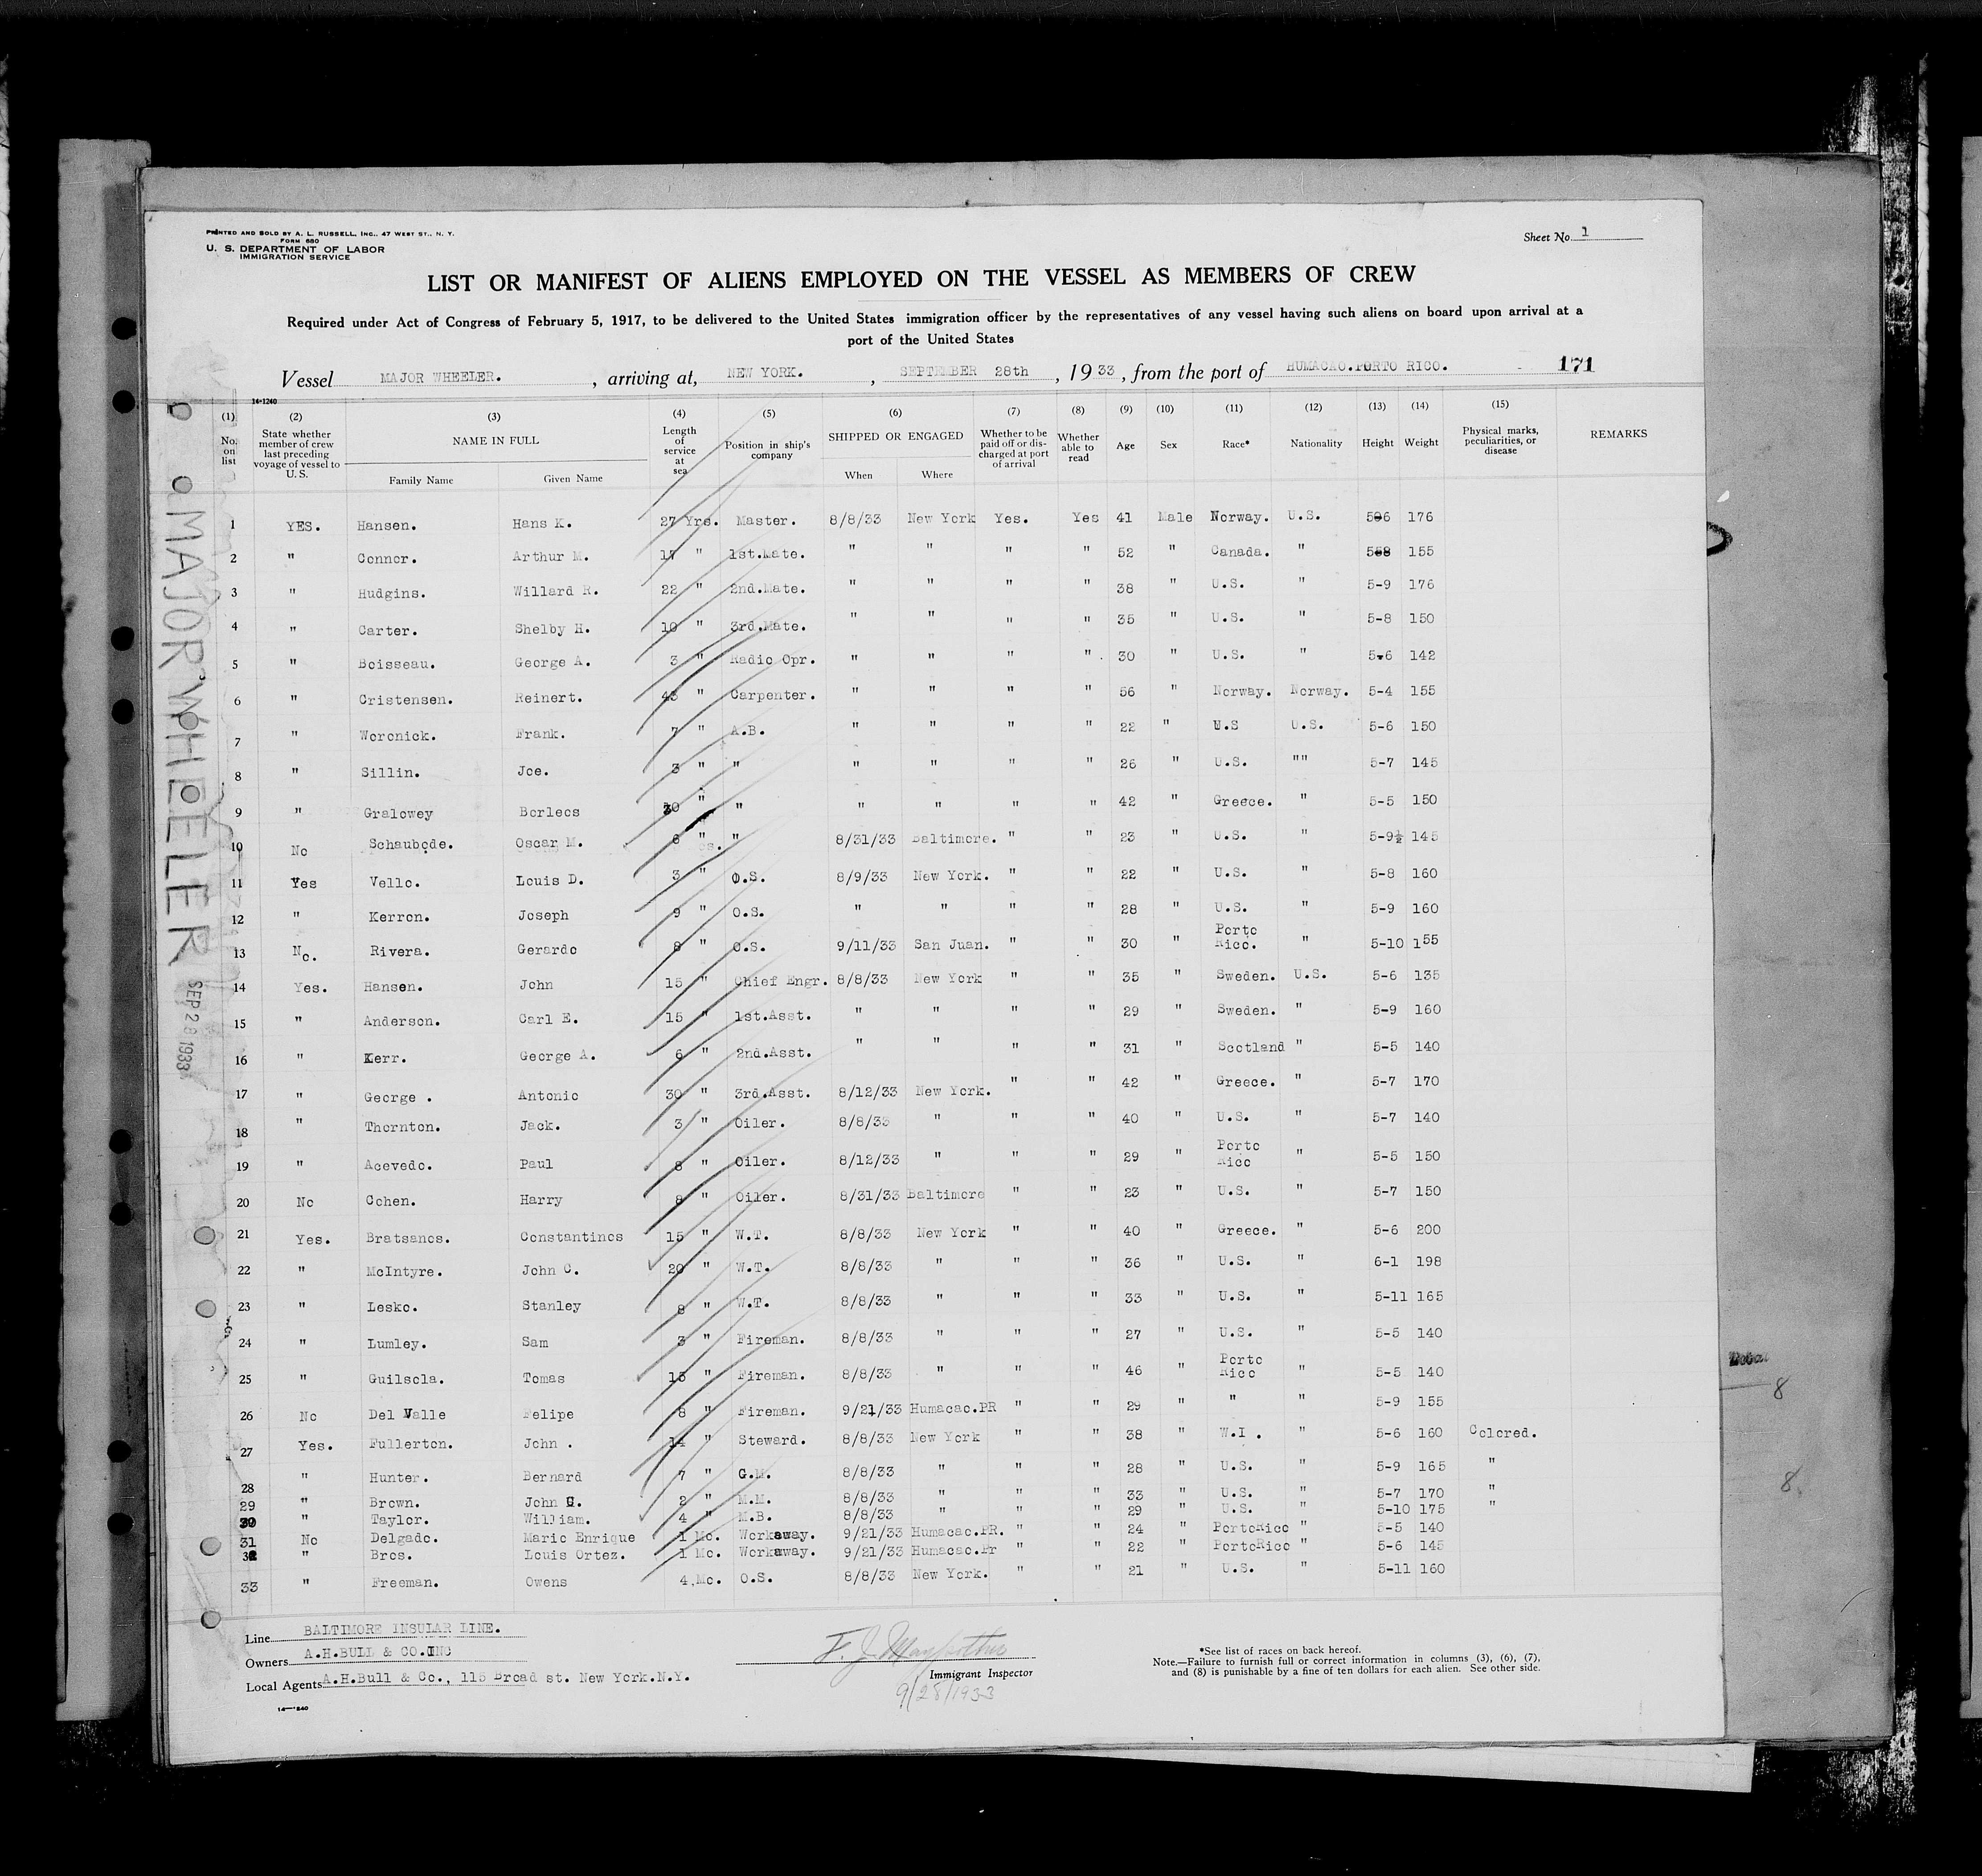 PRINTED AND SOLD BY A. L. RUSSELL, INC., 47 WEST ST., N. Y.
FORM 680
U. S. DEPARTMENT OF LABOR
IMMIGRATION SERVICE
Sheet No. 1
LIST OR MANIFEST OF ALIENS EMPLOYED ON THE VESSEL AS MEMBERS OF CREW
Required under Act of Congress of February 5, 1917, to be delivered to the United States immigration officer by the representatives of any vessel having such aliens on board upon arrival at a
port of the United States
Vessel MAJOR WHEELER. , arriving at, NEW YORK. , SEPTEMBER 28th , 1933 , from the port of HUMACAO.PORTO RICO. 171
14-1240
(1) (2) (3) (4) (5) (6) (7) (8) (9) (10) (11) (12) (13) (14) (15)
No. on list State whether member of crew last preceding voyage of vessel to U. S. NAME IN FULL Family Name Given Name Length of service at sea Position in ship's company SHIPPED OR ENGAGED When Where Whether to be paid off or discharged at port of arrival Whether able to read Age Sex Race* Nationality Height Weight Physical marks, peculiarities, or disease REMARKS
1 YES. Hansen. Hans K. 27 Yrs. Master. 8/8/33 New York Yes. Yes 41 Male Norway. U.S. 5-6 176
2 " Connor. Arthur M. 17 " 1st.Mate. " " " " 52 " Canada. " 5-8 155
3 " Hudgins. Willard R. 22 " 2nd.Mate. " " " " 38 " U.S. " 5-9 176
4 " Carter. Shelby H. 10 " 3rd.Mate. " " " " 35 " U.S. " 5-8 150
5 " Boisseau. George A. 3 " Radio Opr. " " " " 30 " U.S. " 5-6 142
6 " Cristensen. Reinert. 43 " Carpenter. " " " " 56 " Norway. Norway. 5-4 155
7 " Woronick. Frank. 7 " A.B. " " " " 22 " U.S U.S. 5-6 150
8 " Sillin. Joe. 3 " " " " " " 26 " U.S. "" 5-7 145
9 " Gralowey Borleos 30 " " " " " " 42 " Greece. " 5-5 150
10 No Schaubode. Oscar M. 6 " " 8/31/33 Baltimore. " " 23 " U.S. " 5-9½ 145
11 Yes Vello. Louis D. 3 " O.S. 8/9/33 New York. " " 22 " U.S. " 5-8 160
12 " Kerron. Joseph 9 " O.S. " " " " 28 " U.S. " 5-9 160
13 No. Rivera. Gerardo 8 " O.S. 9/11/33 San Juan. " " 30 " Porto Rico. " 5-10 155
14 Yes. Hansen. John 15 " Chief Engr. 8/8/33 New York " " 35 " Sweden. U.S. 5-6 135
15 " Anderson. Carl E. 15 " 1st.Asst. " " " " 29 " Sweden. " 5-9 160
16 " Kerr. George A. 6 " 2nd.Asst. " " " " 31 " Scotland " 5-5 140
17 " George . Antonio 30 " 3rd.Asst. 8/12/33 New York. " " 42 " Greece. " 5-7 170
18 " Thornton. Jack. 3 " Oiler. 8/8/33 " " " 40 " U.S. " 5-7 140
19 " Acevedo. Paul 8 " Oiler. 8/12/33 " " " 29 " Porto Rico " 5-5 150
20 No Cohen. Harry 8 " Oiler. 8/31/33 Baltimore " " 23 " U.S. " 5-7 150
21 Yes. Bratsanos. Constantinos 15 " W.T. 8/8/33 New York " " 40 " Greece. " 5-6 200
22 " McIntyre. John C. 20 " W.T. 8/8/33 " " " 36 " U.S. " 6-1 198
23 " Lesko. Stanley 8 " W.T. 8/8/33 " " " 33 " U.S. " 5-11 165
24 " Lumley. Sam 3 " Fireman. 8/8/33 " " " 27 " U.S. " 5-5 140
25 " Guilsola. Tomas 13 " Fireman. 8/8/33 " " " 46 " Porto Rico " 5-5 140
26 No Del Valle Felipe 8 " Fireman. 9/21/33 Humacao.PR " " 29 " " " 5-9 155
27 Yes. Fullerton. John . 14 " Steward. 8/8/33 New York " " 38 " W.I . " 5-6 160 Colored.
28 " Hunter. Bernard 7 " G.M. 8/8/33 " " " 28 " U.S. " 5-9 165 "
29 " Brown. John G. 2 " M.M. 8/8/33 " " " 33 " U.S. " 5-7 170 "
30 " Taylor. William. 4 " M.B. 8/8/33 " " " 29 " U.S. " 5-10 175 "
31 No Delgado. Mario Enrique 1 Mo. Workaway. 9/21/33 Humacao.PR. " " 24 " PortoRico " 5-5 140
32 " Bros. Louis Ortez. 1 Mo. Workaway. 9/21/33 Humacao.Pr " " 22 " PortoRico " 5-6 145
33 " Freeman. Owens 4 Mo. O.S. 8/8/33 New York. " " 21 " U.S. " 5-11 160
MAJOR WHEELER SEP 28 1933
8
8
Line BALTIMORE INSULAR LINE.
Owners A.H.BULL & CO.INC
Local Agents A.H.Bull & Co., 115 Broad st. New York.N.Y.
14-1240
F. J.
Immigrant Inspector
9/28/1933
*See list of races on back hereof.
Note.—Failure to furnish full or correct information in columns (3), (6), (7),
and (8) is punishable by a fine of ten dollars for each alien. See other side.